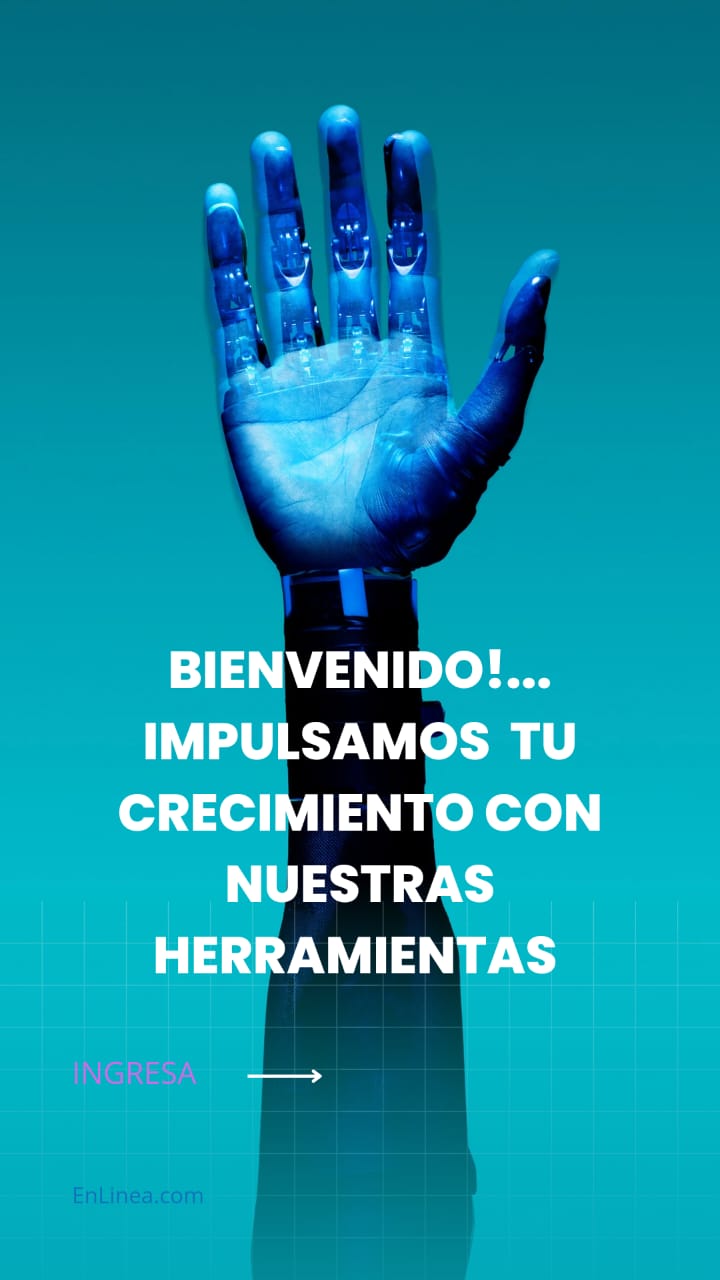 BIENVENIDO!...
IMPULSAMOS TU
CRECIMIENTO CON
NUESTRAS
HERRAMIENTAS
INGRESA
EnLinea.com